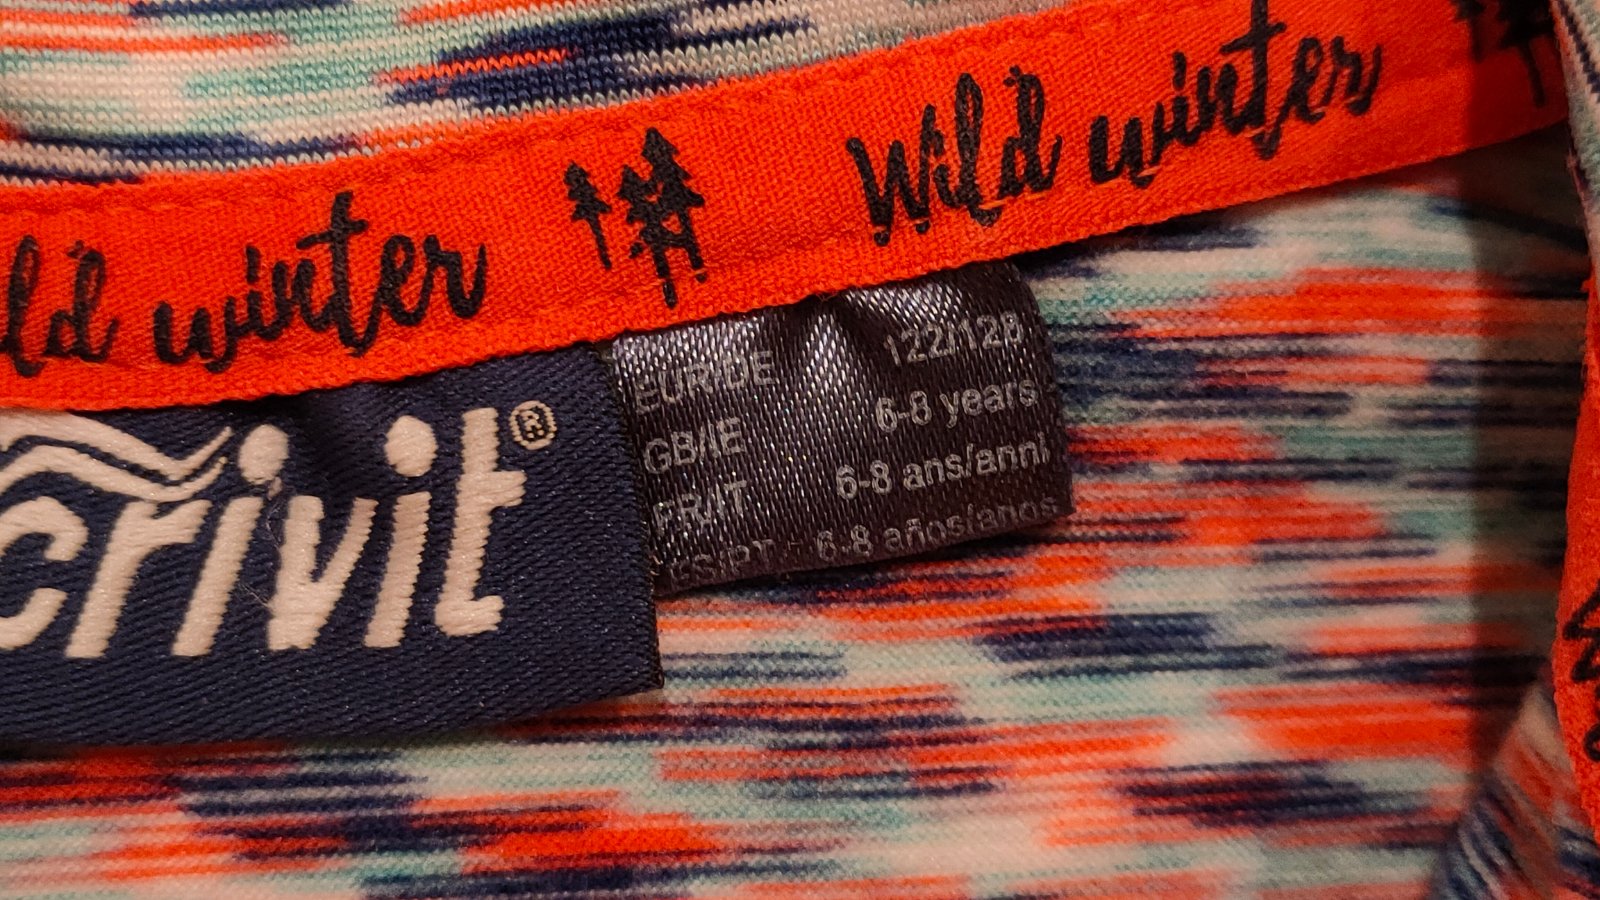 ld winter Wild winter
crivit®
EUR/DE 122/128
GB/IE 6-8 years
FR/IT 6-8 ans/anni
ES/PT - 6-8 años/anos